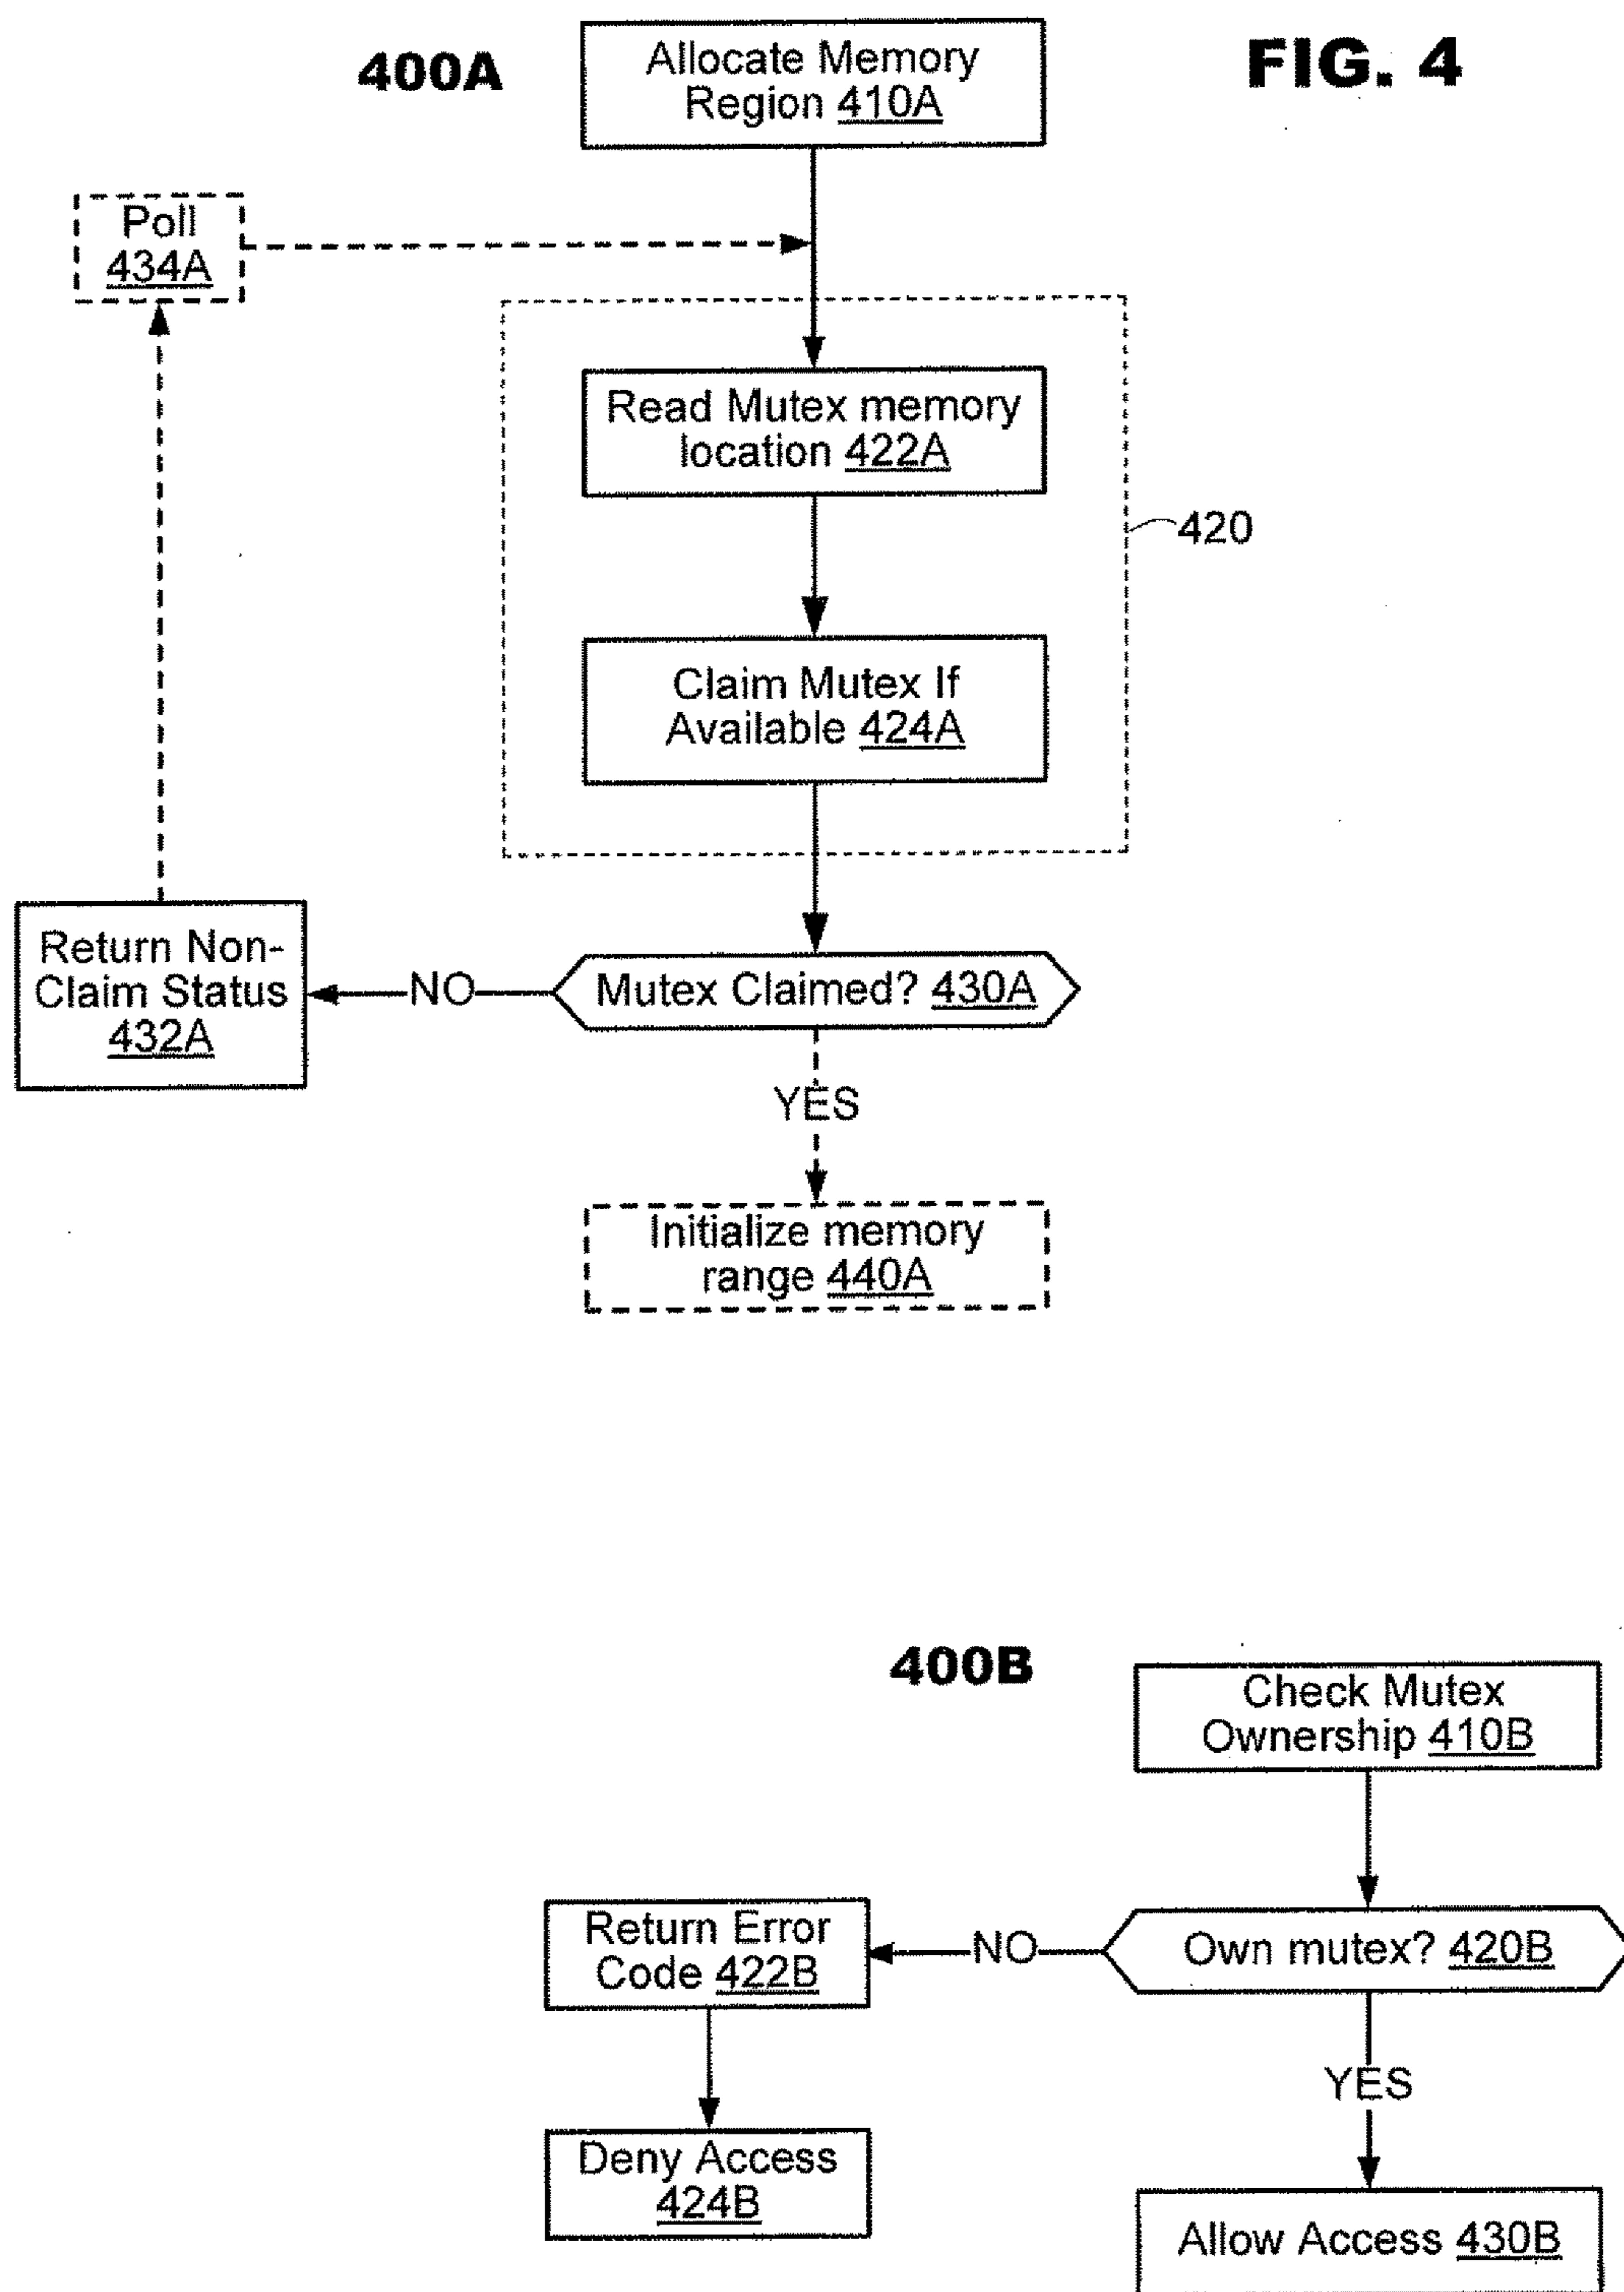 400A
Allocate Memory
Region 410A
FIG. 4
Poll
434A
Read Mutex memory
location 422A
420
Claim Mutex If
Available 424A
Return Non-
Claim Status
432A
NO
Mutex Claimed? 430A
YES
Initialize memory
range 440A
400B
Check Mutex
Ownership 410B
Return Error
Code 422B
NO
Own mutex? 420B
YES
Deny Access
424B
Allow Access 430B